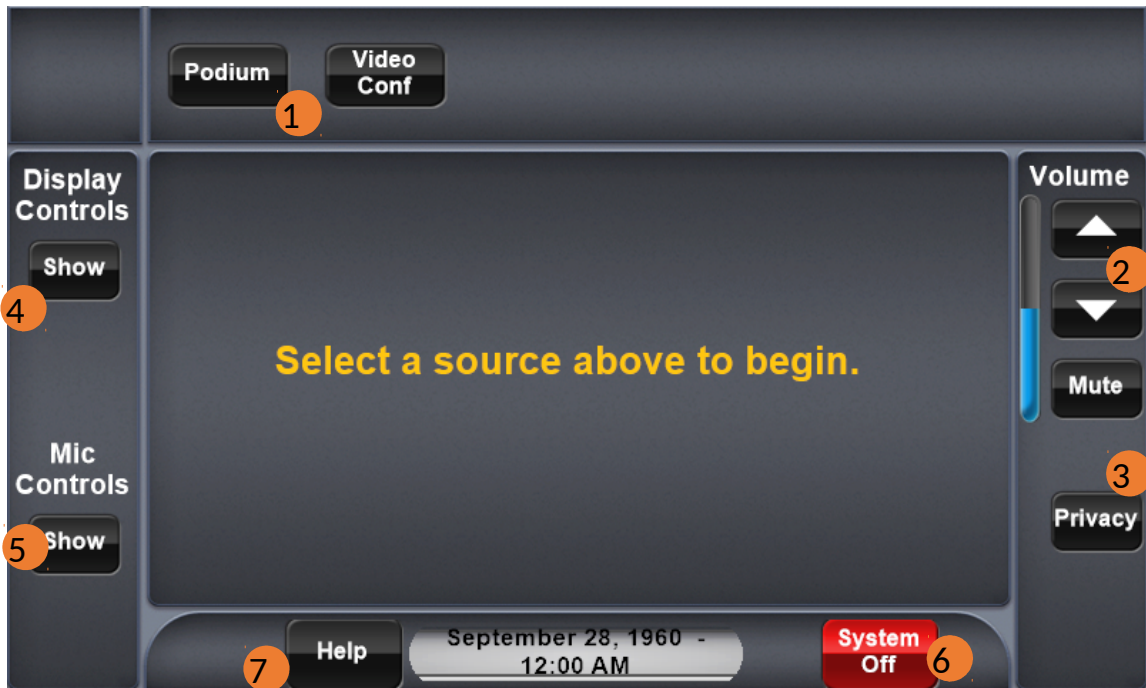 Podium
Video
Conf
1
Display
Controls
Show
4
Mic
Controls
Show
5
Select a source above to begin.
Volume
2
Mute
3
Privacy
7
Help
September 28, 1960 -
12:00 AM
System
Off
6